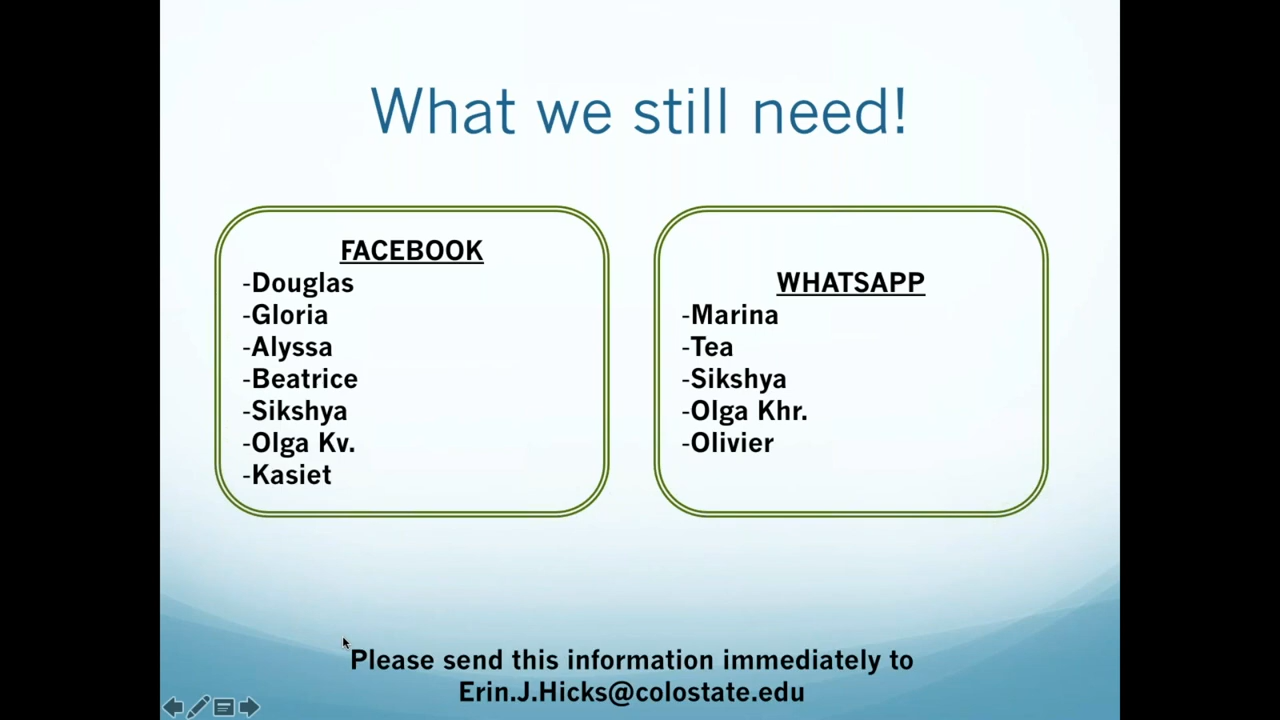 What we still need!
FACEBOOK
-Douglas
-Gloria
-Alyssa
-Beatrice
-Sikshya
-Olga Kv.
-Kasiet
WHATSAPP
-Marina
-Tea
-Sikshya
-Olga Khr.
-Olivier
Please send this information immediately to
Erin.J.Hicks@colostate.edu